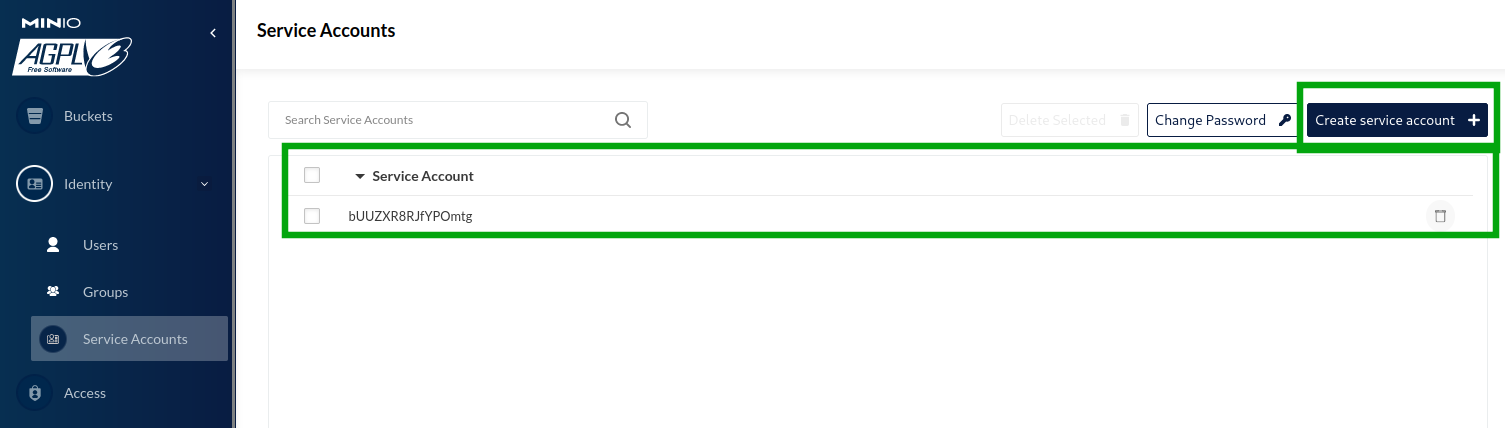 MINIO
AGPL 3
Free Software
Buckets
Identity
Users
Groups
Service Accounts
Access
Service Accounts
Search Service Accounts
Delete Selected
Change Password
Create service account
Service Account
bUUZXR8RJfYPOmtg